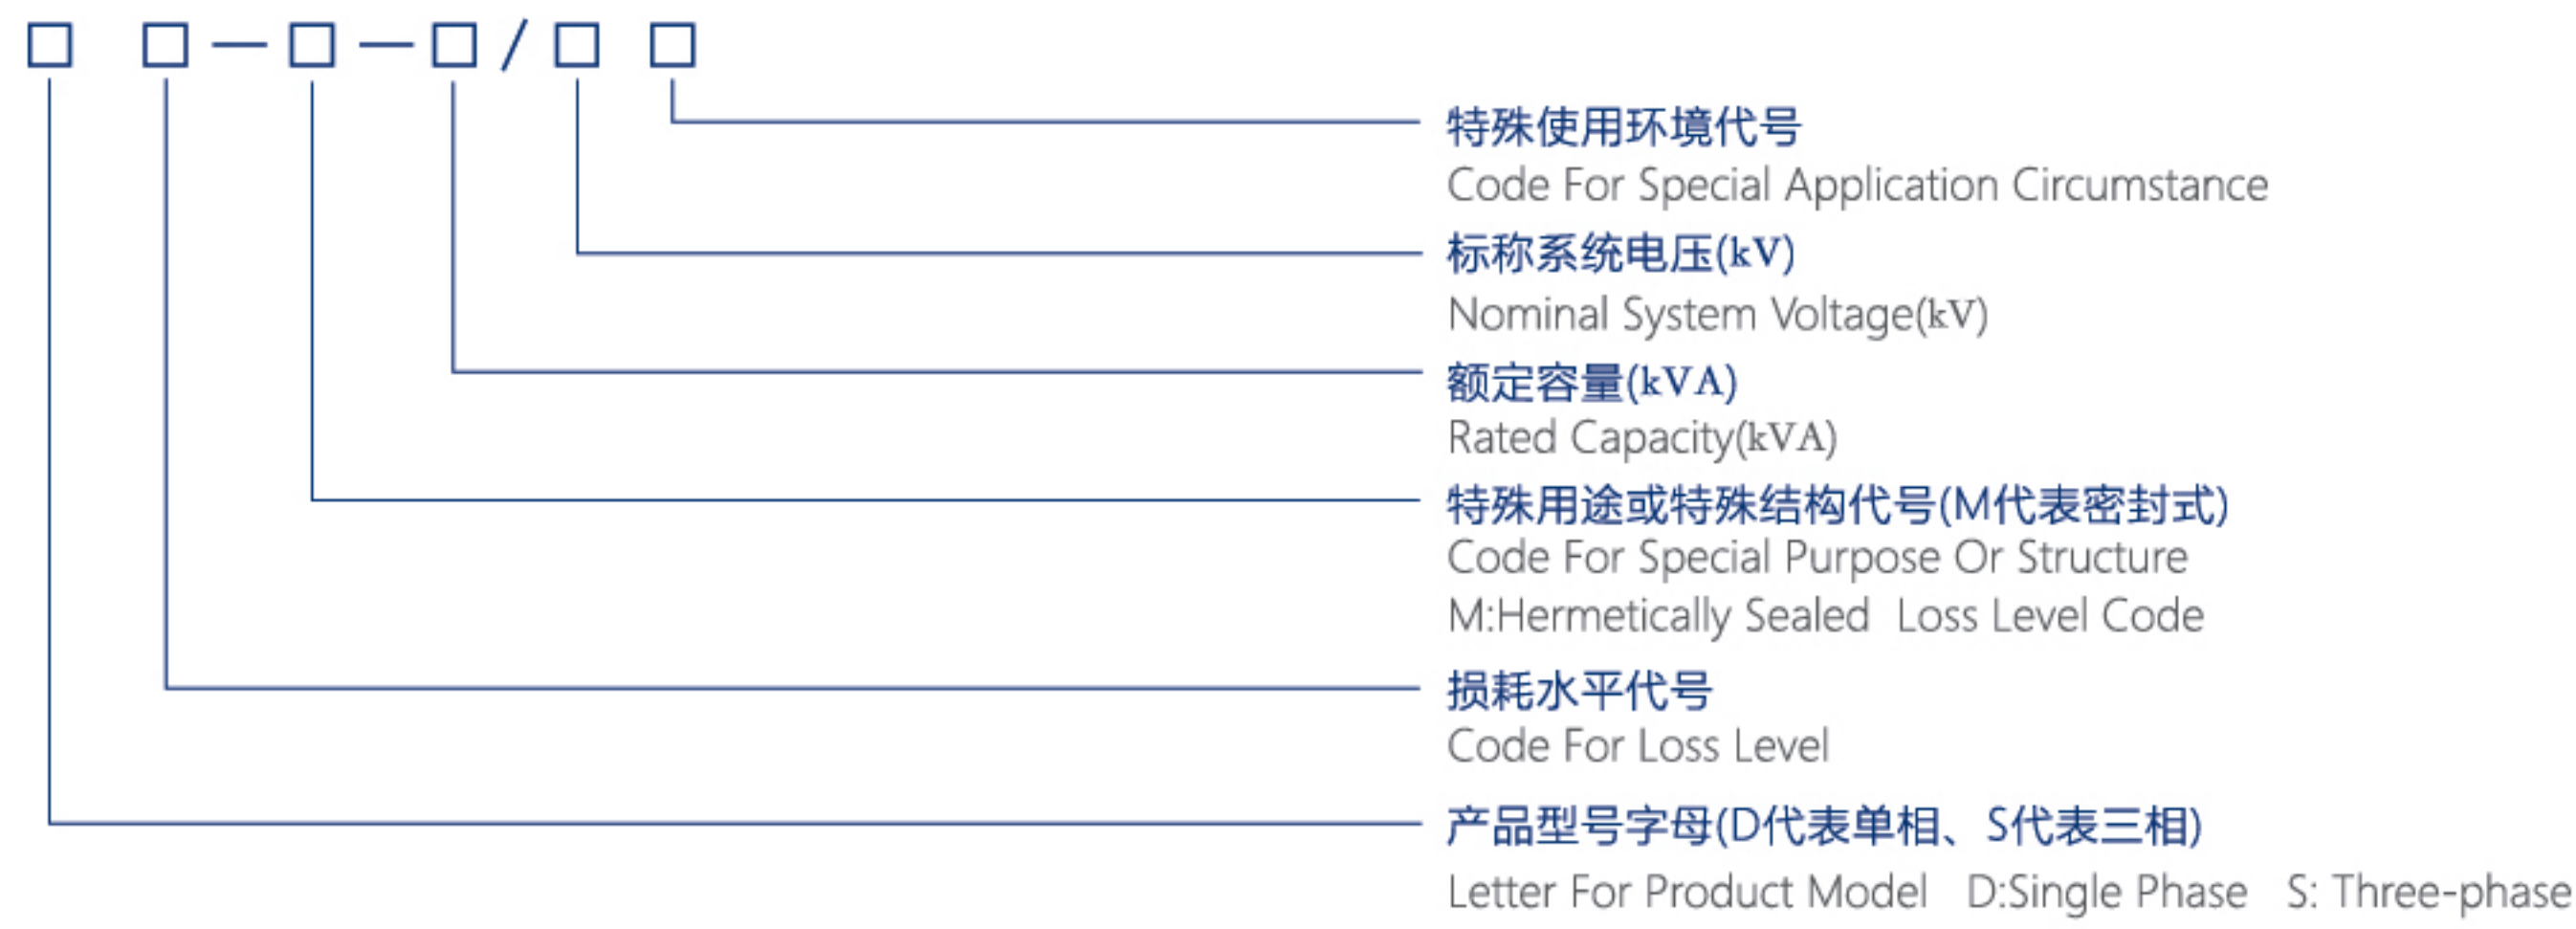 □ □—□—□/□ □
特殊使用环境代号
Code For Special Application Circumstance
标称系统电压(kV)
Nominal System Voltage(kV)
额定容量(kVA)
Rated Capacity(kVA)
特殊用途或特殊结构代号(M代表密封式)
Code For Special Purpose Or Structure
M:Hermetically Sealed Loss Level Code
损耗水平代号
Code For Loss Level
产品型号字母(D代表单相、S代表三相)
Letter For Product Model D:Single Phase S: Three-phase